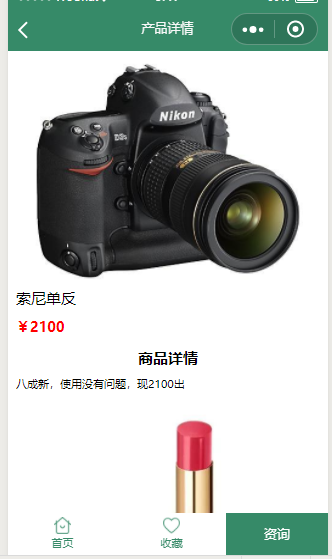 产品详情
Nikon
索尼单反
￥2100
商品详情
八成新，使用没有问题，现2100出
首页
收藏
咨询